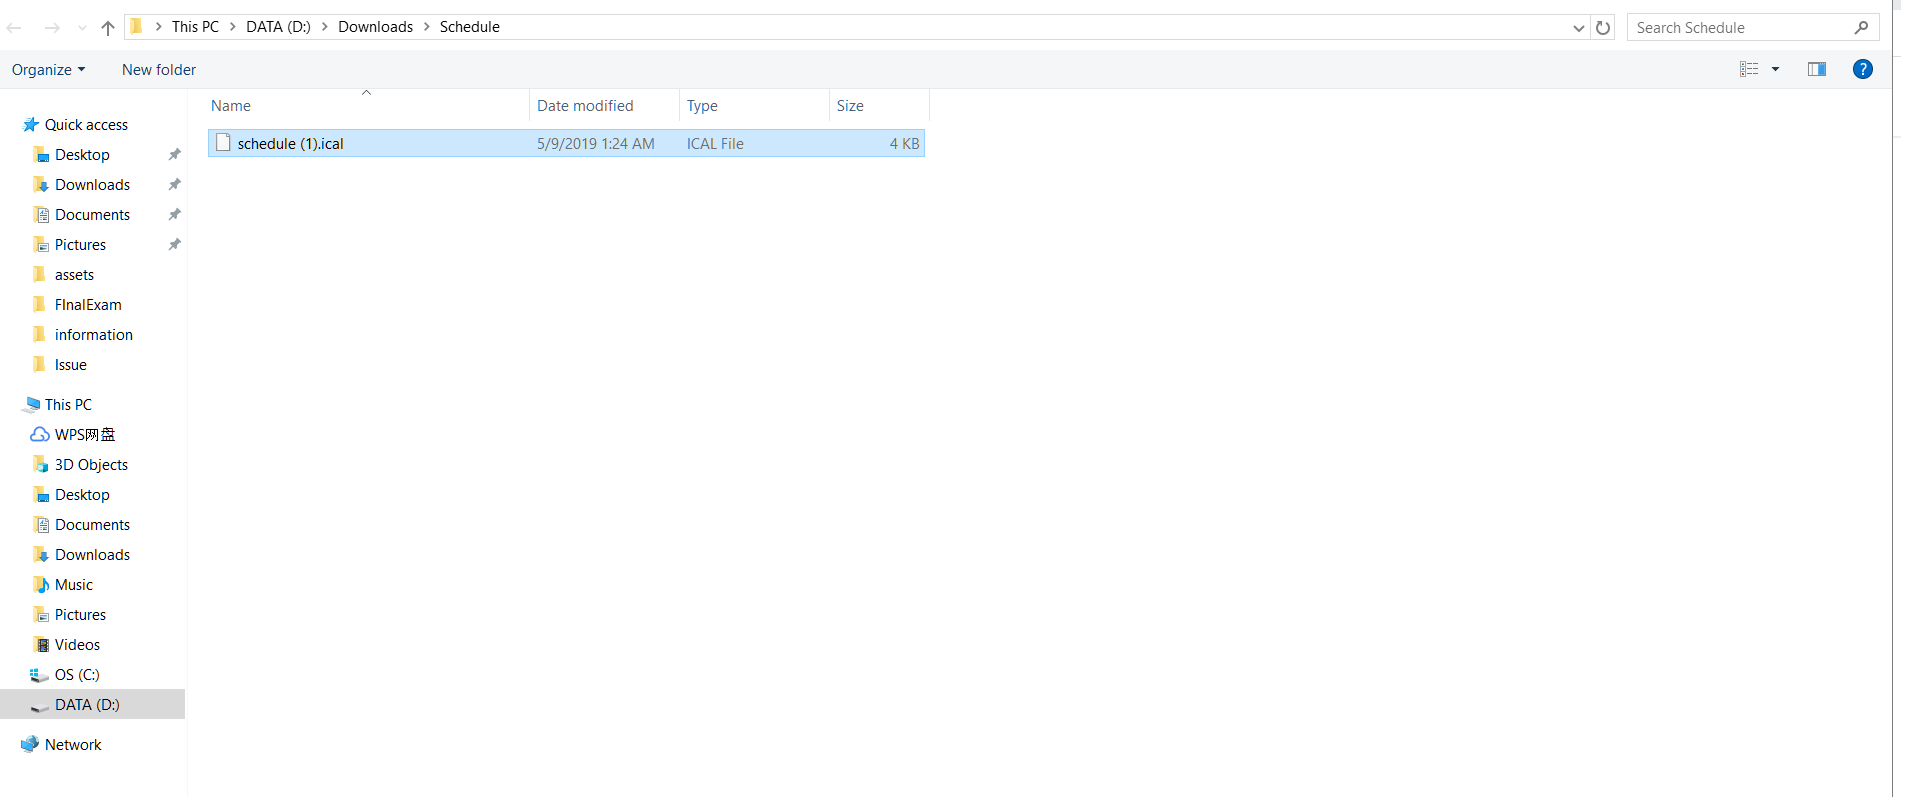 This PC > DATA (D:) > Downloads > Schedule
Search Schedule
Organize
New folder
Name Date modified Type Size
schedule (1).ical 5/9/2019 1:24 AM ICAL File 4 KB
Quick access
Desktop
Downloads
Documents
Pictures
assets
FInalExam
information
Issue
This PC
WPS网盘
3D Objects
Desktop
Documents
Downloads
Music
Pictures
Videos
OS (C:)
DATA (D:)
Network